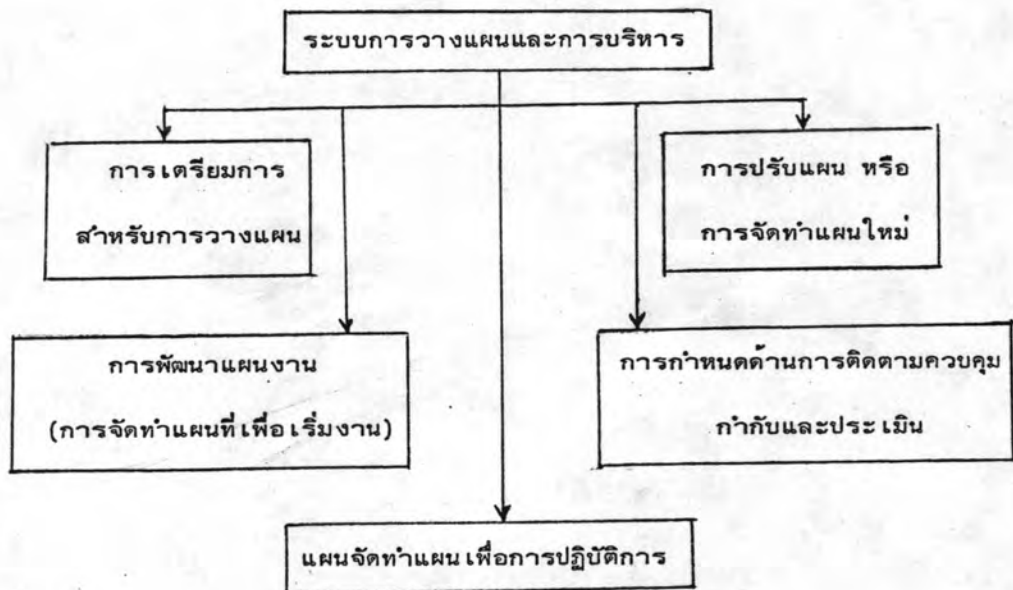 ระบบการวางแผนและการบริหาร
การเตรียมการ
สำหรับการวางแผน
การปรับแผน หรือ
การจัดทำแผนใหม่
การพัฒนาแผนงาน
(การจัดทำแผนที่เพื่อเริ่มงาน)
การกำหนดด้านการติดตามควบคุม
กำกับและประเมิน
แผนจัดทำแผนเพื่อการปฏิบัติการ